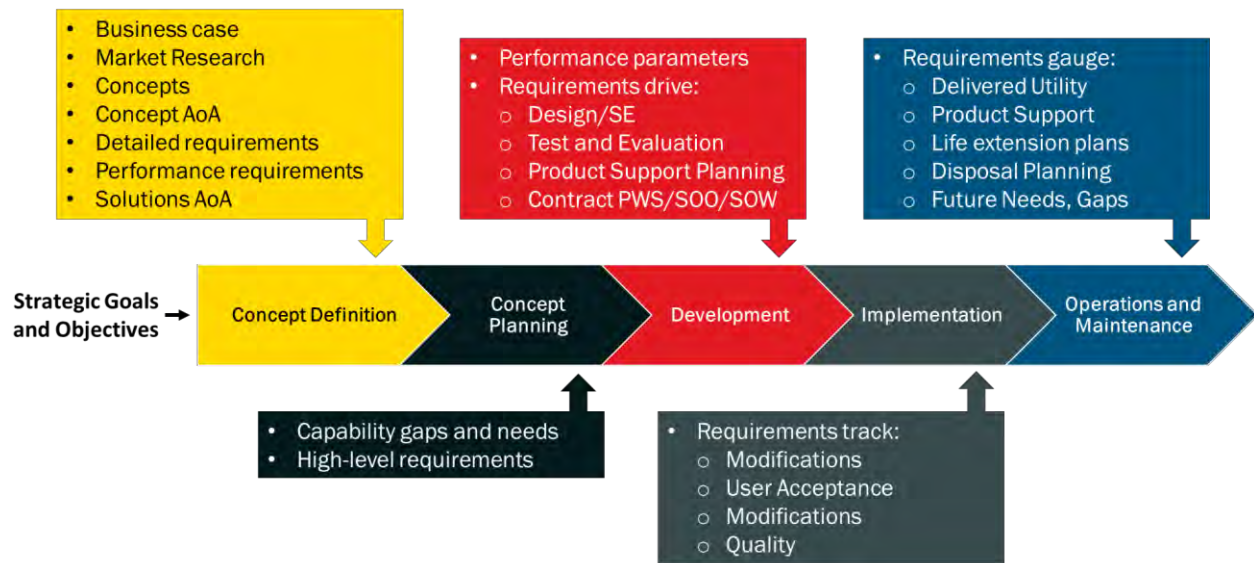 • Business case
• Market Research
• Concepts
• Concept AoA
• Detailed requirements
• Performance requirements
• Solutions AoA
• Performance parameters
• Requirements drive:
o Design/SE
o Test and Evaluation
o Product Support Planning
o Contract PWS/SOO/SOW
• Requirements gauge:
o Delivered Utility
o Product Support
o Life extension plans
o Disposal Planning
o Future Needs, Gaps
Strategic Goals
and Objectives
Concept Definition
Concept
Planning
Development
Implementation
Operations and
Maintenance
• Capability gaps and needs
• High-level requirements
• Requirements track:
o Modifications
o User Acceptance
o Modifications
o Quality